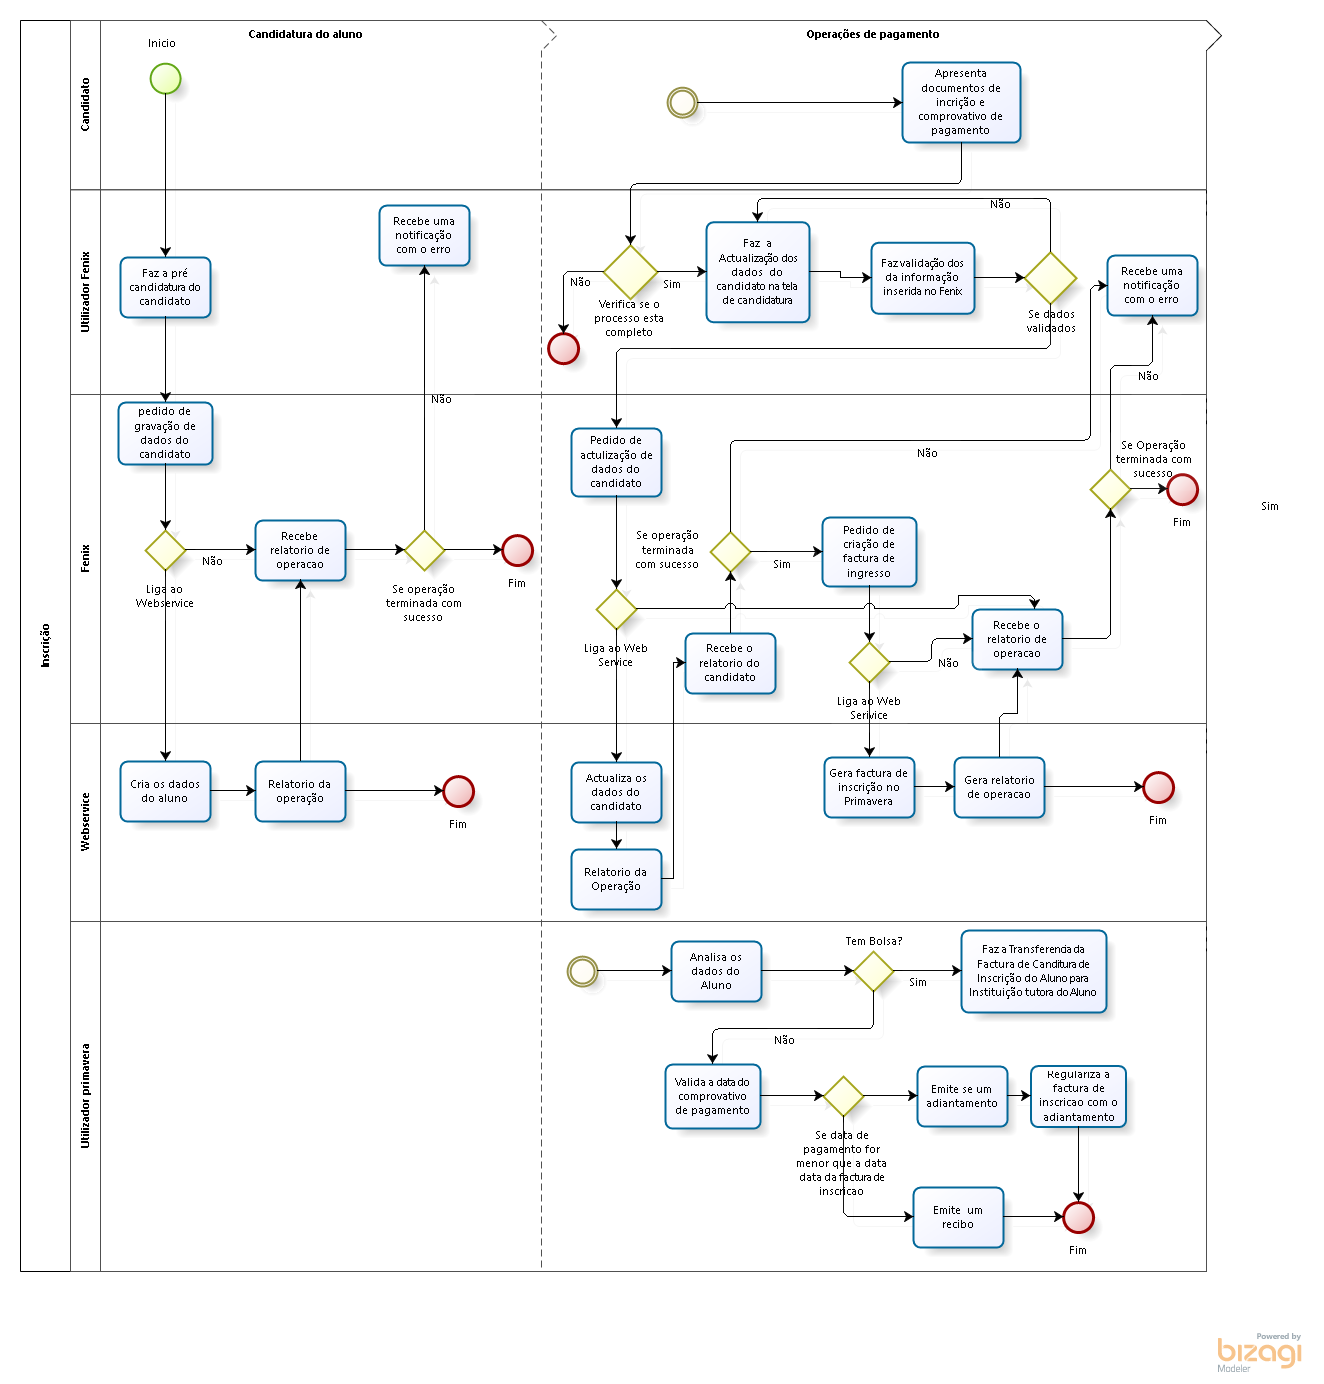 Candidatura do aluno
Operações de pagamento
Inscrição
Candidato
Inicio
Apresenta
documentos de
incrição e
comprovativo de
pagamento
Utilizador Fenix
Faz a pré
candidatura do
candidato
Recebe uma
notificação
com o erro
Não
Não
Verifica se o
processo esta
completo
Sim
Faz a
Actualização dos
dados do
candidato na tela
de candidatura
Faz validação dos
da informação
inserida no Fenix
Não
Se dados
validados
Recebe uma
notificação
com o erro
Não
Fenix
pedido de
gravação de
dados do
candidato
Liga ao
Webservice
Não
Recebe
relatorio de
operacao
Se operação
terminada com
sucesso
Fim
Pedido de
actulização de
dados do
candidato
Liga ao Web
Service
Se operação
terminada
com sucesso
Não
Sim
Recebe o
relatorio do
candidato
Pedido de
criação de
factura de
ingresso
Liga ao Web
Service
Não
Recebe o
relatorio de
operacao
Se Operação
terminada com
sucesso
Fim
Sim
Webservice
Cria os dados
do aluno
Relatorio da
operação
Fim
Actualiza os
dados do
candidato
Relatorio da
Operação
Gera factura de
inscrição no
Primavera
Gera relatorio
de operacao
Fim
Utilizador primavera
Analisa os
dados do
Aluno
Tem Bolsa?
Sim
Faz a Transferencia da
Factura de Canditura de
Inscrição do Aluno para
Instituição tutora do Aluno
Não
Valida a data do
comprovativo
de pagamento
Se data de
pagamento for
menor que a data
data da factura de
inscricao
Emite se um
adiantamento
Regulariza a
factura de
inscricao com o
adiantamento
Emite um
recibo
Fim
Powered by
bizagi
Modeler